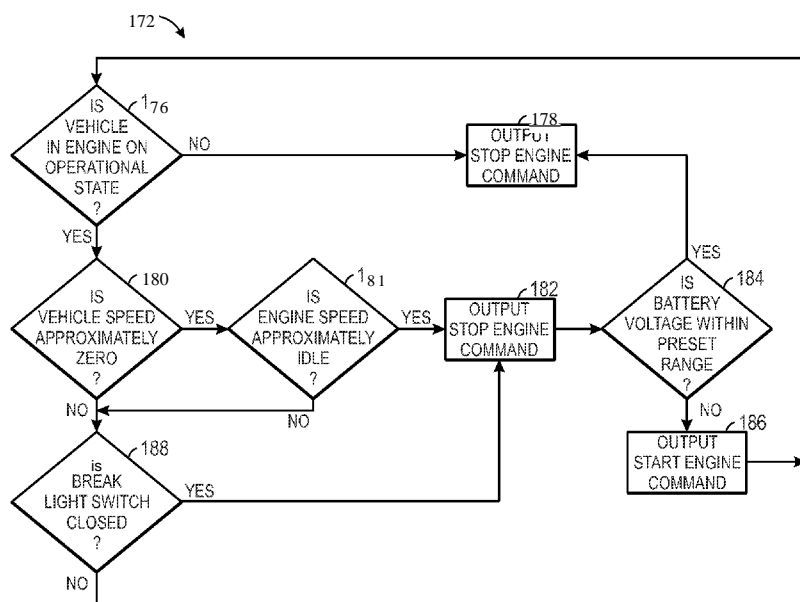 172
176
IS
VEHICLE
IN ENGINE ON
OPERATIONAL
STATE
?
NO
YES
178
OUTPUT
STOP ENGINE
COMMAND
180
IS
VEHICLE SPEED
APPROXIMATELY
ZERO
?
YES
NO
181
IS
ENGINE SPEED
APPROXIMATELY
IDLE
?
YES
NO
182
OUTPUT
STOP ENGINE
COMMAND
YES
184
IS
BATTERY
VOLTAGE WITHIN
PRESET
RANGE
?
NO
186
OUTPUT
START ENGINE
COMMAND
188
is
BREAK
LIGHT SWITCH
CLOSED
?
YES
NO